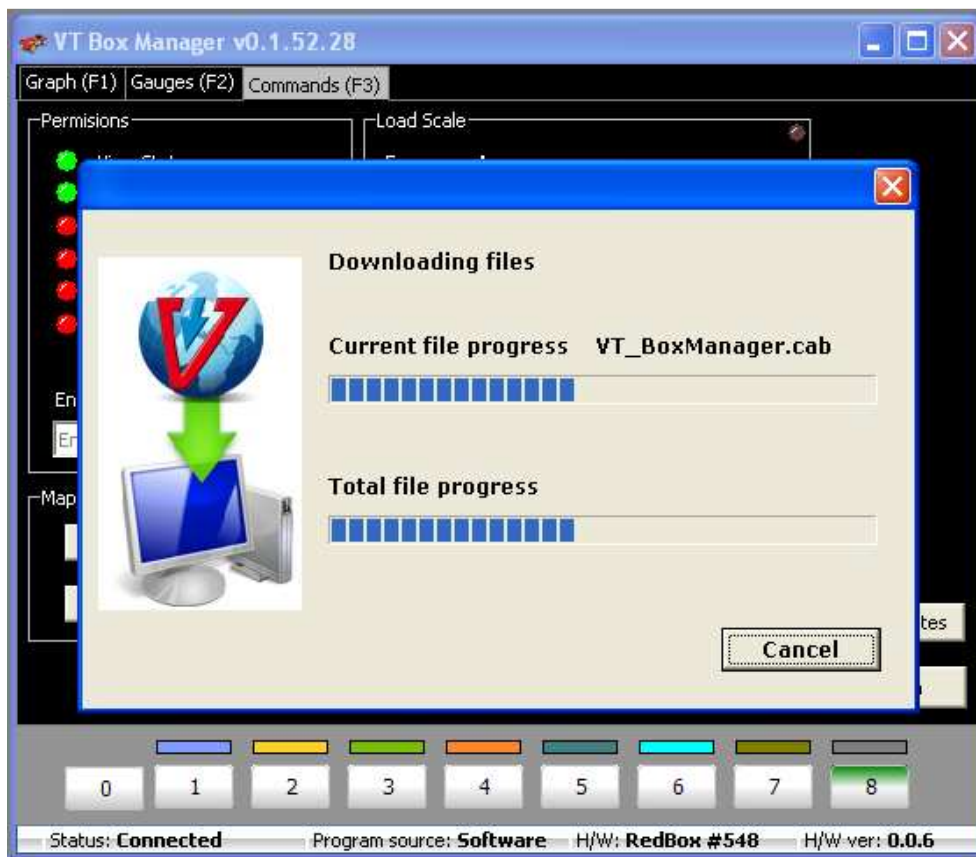 VT Box Manager v0.1.52.28
Graph (F1) Gauges (F2) Commands (F3)
Permisions
Load Scale
Downloading files
Current file progress VT_BoxManager.cab
En
Er
Total file progress
Map
tes
Cancel
0 1 2 3 4 5 6 7 8
Status: Connected Program source: Software H/W: RedBox #548 H/W ver: 0.0.6